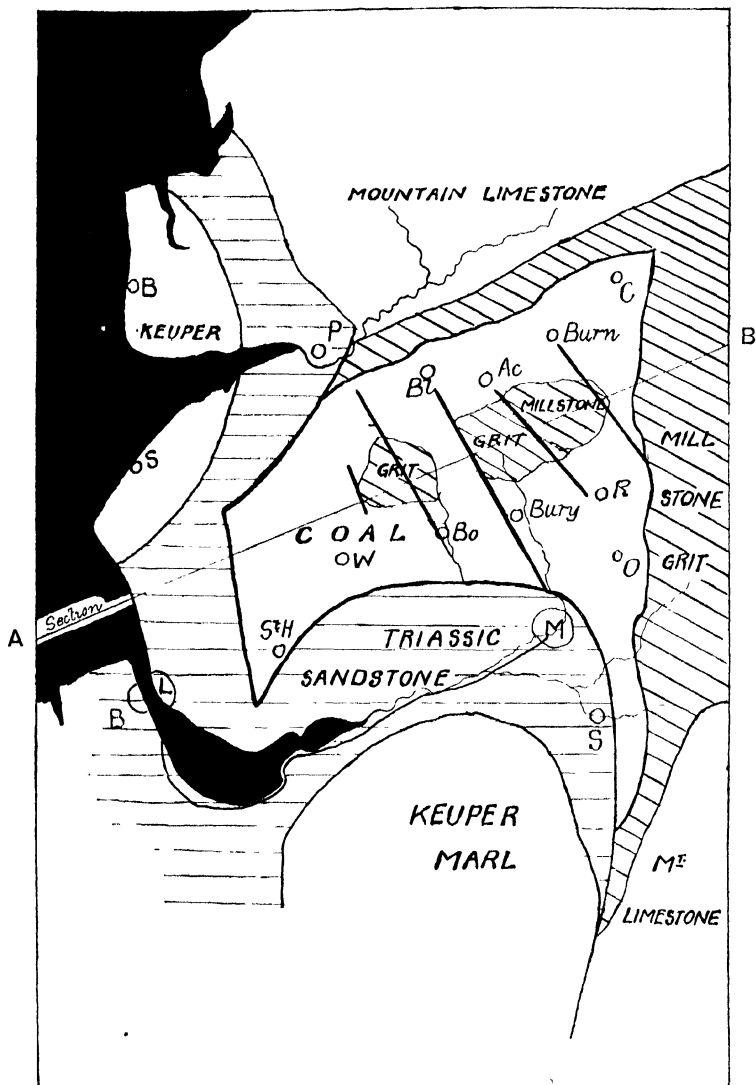 MOUNTAIN LIMESTONE
B
KEUPER
P
C
Burn
B
Bl
Ac
MILLSTONE
GRIT
GRIT
MILL
STONE
GRIT
S
R
Bury
COAL
Bo
W
O
Section
A
St H
TRIASSIC
SANDSTONE
M
L
B
S
KEUPER
MARL
MT
LIMESTONE